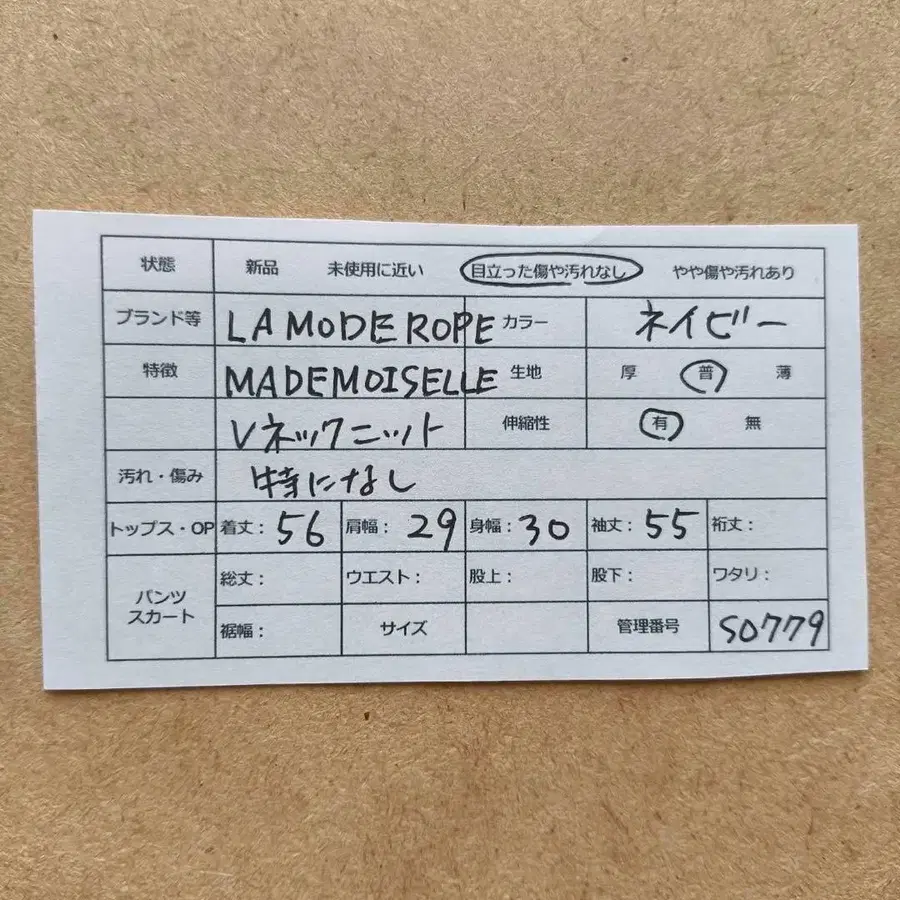 状態 新品 未使用に近い 目立った傷や汚れなし やや傷や汚れあり
ブランド等 LA MODE ROPE カラー ネイビー
特徴 MADEMOISELLE 生地 厚 普 薄
Vネックニット 伸縮性 有 無
汚れ・傷み 特になし
トップス・OP 着丈： 56 肩幅： 29 身幅： 30 袖丈： 55 裄丈：
パンツ スカート 総丈： ウエスト： 股上： 股下： ワタリ：
裾幅： サイズ 管理番号 S0779